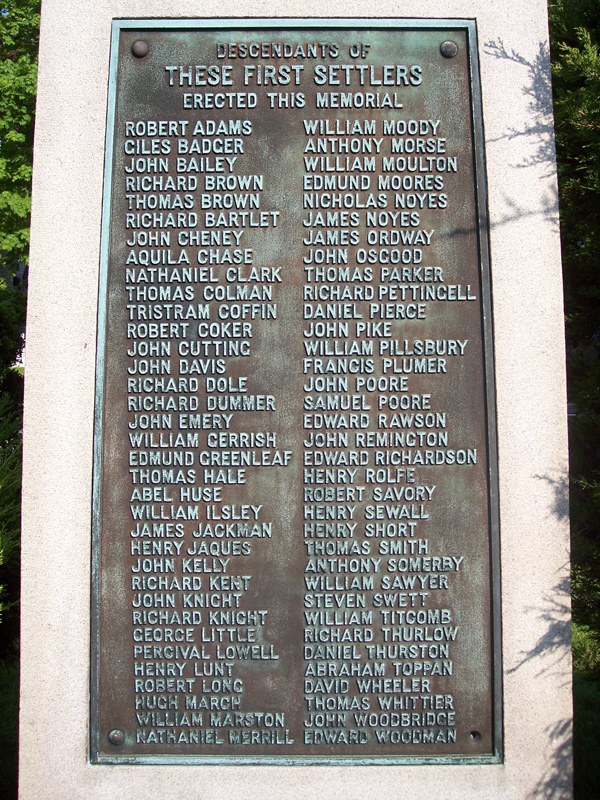 DESCENDANTS OF
THESE FIRST SETTLERS
ERECTED THIS MEMORIAL
ROBERT ADAMS
GILES BADGER
JOHN BAILEY
RICHARD BROWN
THOMAS BROWN
RICHARD BARTLET
JOHN CHENEY
AQUILA CHASE
NATHANIEL CLARK
THOMAS COLMAN
TRISTRAM COFFIN
ROBERT COKER
JOHN CUTTING
JOHN DAVIS
RICHARD DOLE
RICHARD DUMMER
JOHN EMERY
WILLIAM GERRISH
EDMUND GREENLEAF
THOMAS HALE
ABEL HUSE
WILLIAM ILSLEY
JAMES JACKMAN
HENRY JAQUES
JOHN KELLY
RICHARD KENT
JOHN KNIGHT
RICHARD KNIGHT
GEORGE LITTLE
PERCIVAL LOWELL
HENRY LUNT
ROBERT LONG
HUGH MARCH
WILLIAM MARSTON
NATHANIEL MERRILL
WILLIAM MOODY
ANTHONY MORSE
WILLIAM MOULTON
EDMUND MOORES
NICHOLAS NOYES
JAMES NOYES
JAMES ORDWAY
JOHN OSGOOD
THOMAS PARKER
RICHARD PETTINGELL
DANIEL PIERCE
JOHN PIKE
WILLIAM PILLSBURY
FRANCIS PLUMER
JOHN POORE
SAMUEL POORE
EDWARD RAWSON
JOHN REMINGTON
EDWARD RICHARDSON
HENRY ROLFE
ROBERT SAVORY
HENRY SEWALL
HENRY SHORT
THOMAS SMITH
ANTHONY SOMERBY
WILLIAM SAWYER
STEVEN SWETT
WILLIAM TITCOMB
RICHARD THURLOW
DANIEL THURSTON
ABRAHAM TOPPAN
DAVID WHEELER
THOMAS WHITTIER
JOHN WOODBRIDGE
EDWARD WOODMAN